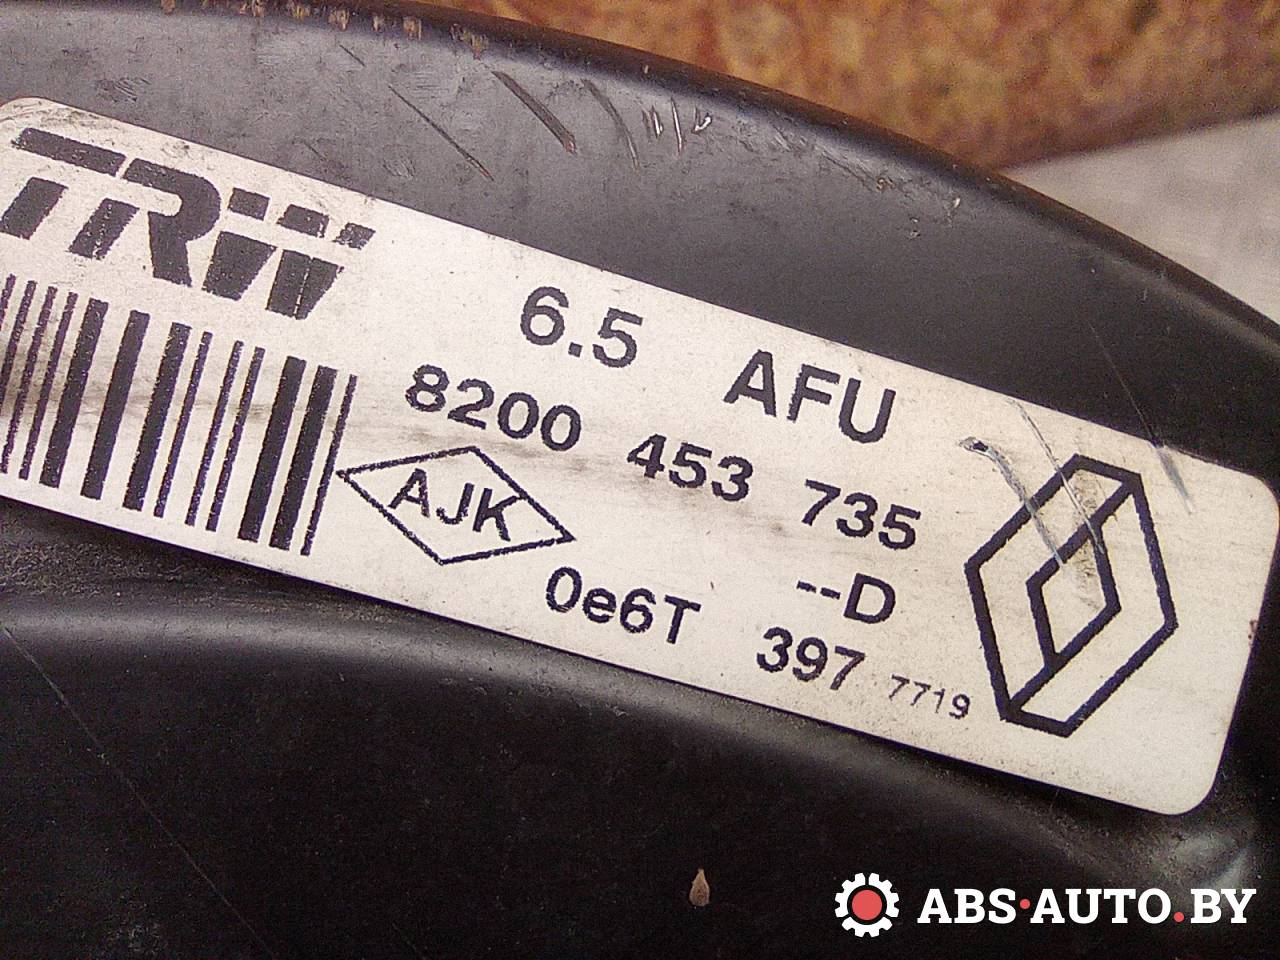 TRW
6.5 AFU
8200 453 735
AJK
--D
0e6T 397 7719
ABS·AUTO.BY